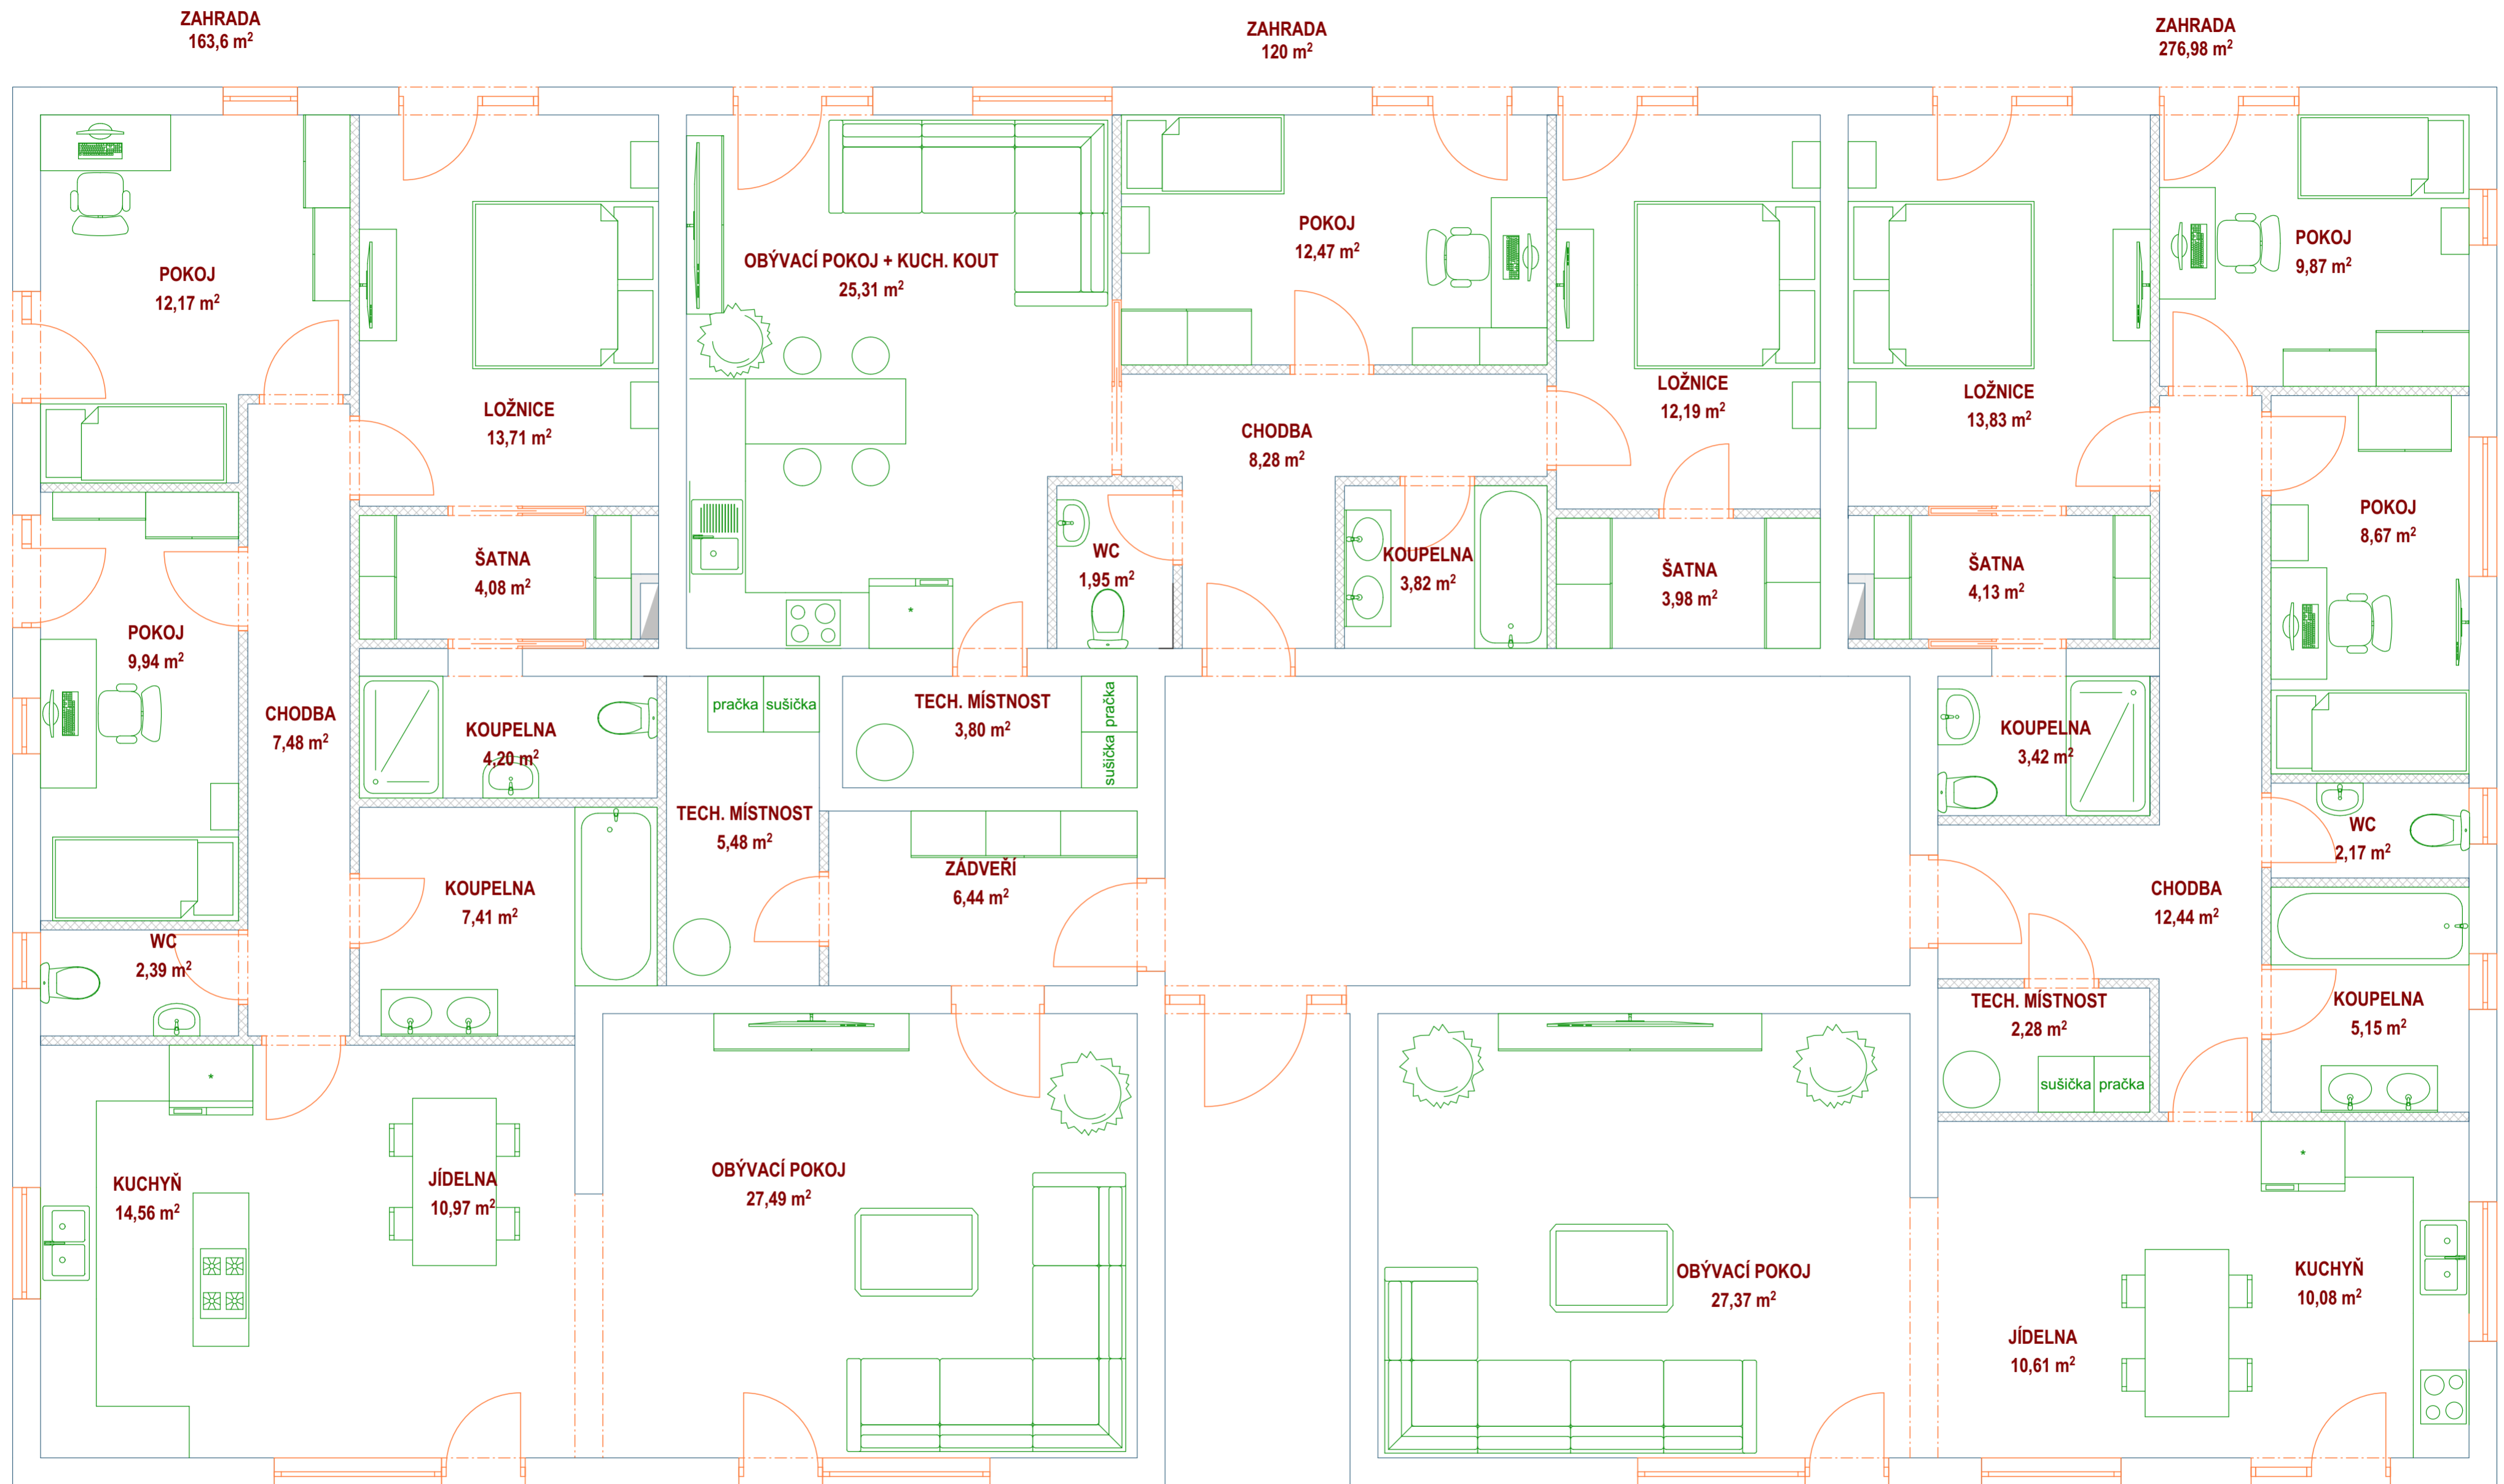 ZAHRADA
163,6 m²
ZAHRADA
120 m²
ZAHRADA
276,98 m²
POKOJ
12,17 m²
LOŽNICE
13,71 m²
OBÝVACÍ POKOJ + KUCH. KOUT
25,31 m²
POKOJ
12,47 m²
LOŽNICE
12,19 m²
LOŽNICE
13,83 m²
POKOJ
9,87 m²
CHODBA
8,28 m²
ŠATNA
4,08 m²
WC
1,95 m²
KOUPELNA
3,82 m²
ŠATNA
3,98 m²
ŠATNA
4,13 m²
POKOJ
8,67 m²
POKOJ
9,94 m²
CHODBA
7,48 m²
KOUPELNA
4,20 m²
pračka sušička
TECH. MÍSTNOST
3,80 m²
pračka
sušička
KOUPELNA
3,42 m²
TECH. MÍSTNOST
5,48 m²
ZÁDVEŘÍ
6,44 m²
WC
2,17 m²
KOUPELNA
7,41 m²
CHODBA
12,44 m²
WC
2,39 m²
TECH. MÍSTNOST
2,28 m²
sušička pračka
KOUPELNA
5,15 m²
KUCHYŇ
14,56 m²
JÍDELNA
10,97 m²
OBÝVACÍ POKOJ
27,49 m²
OBÝVACÍ POKOJ
27,37 m²
KUCHYŇ
10,08 m²
JÍDELNA
10,61 m²